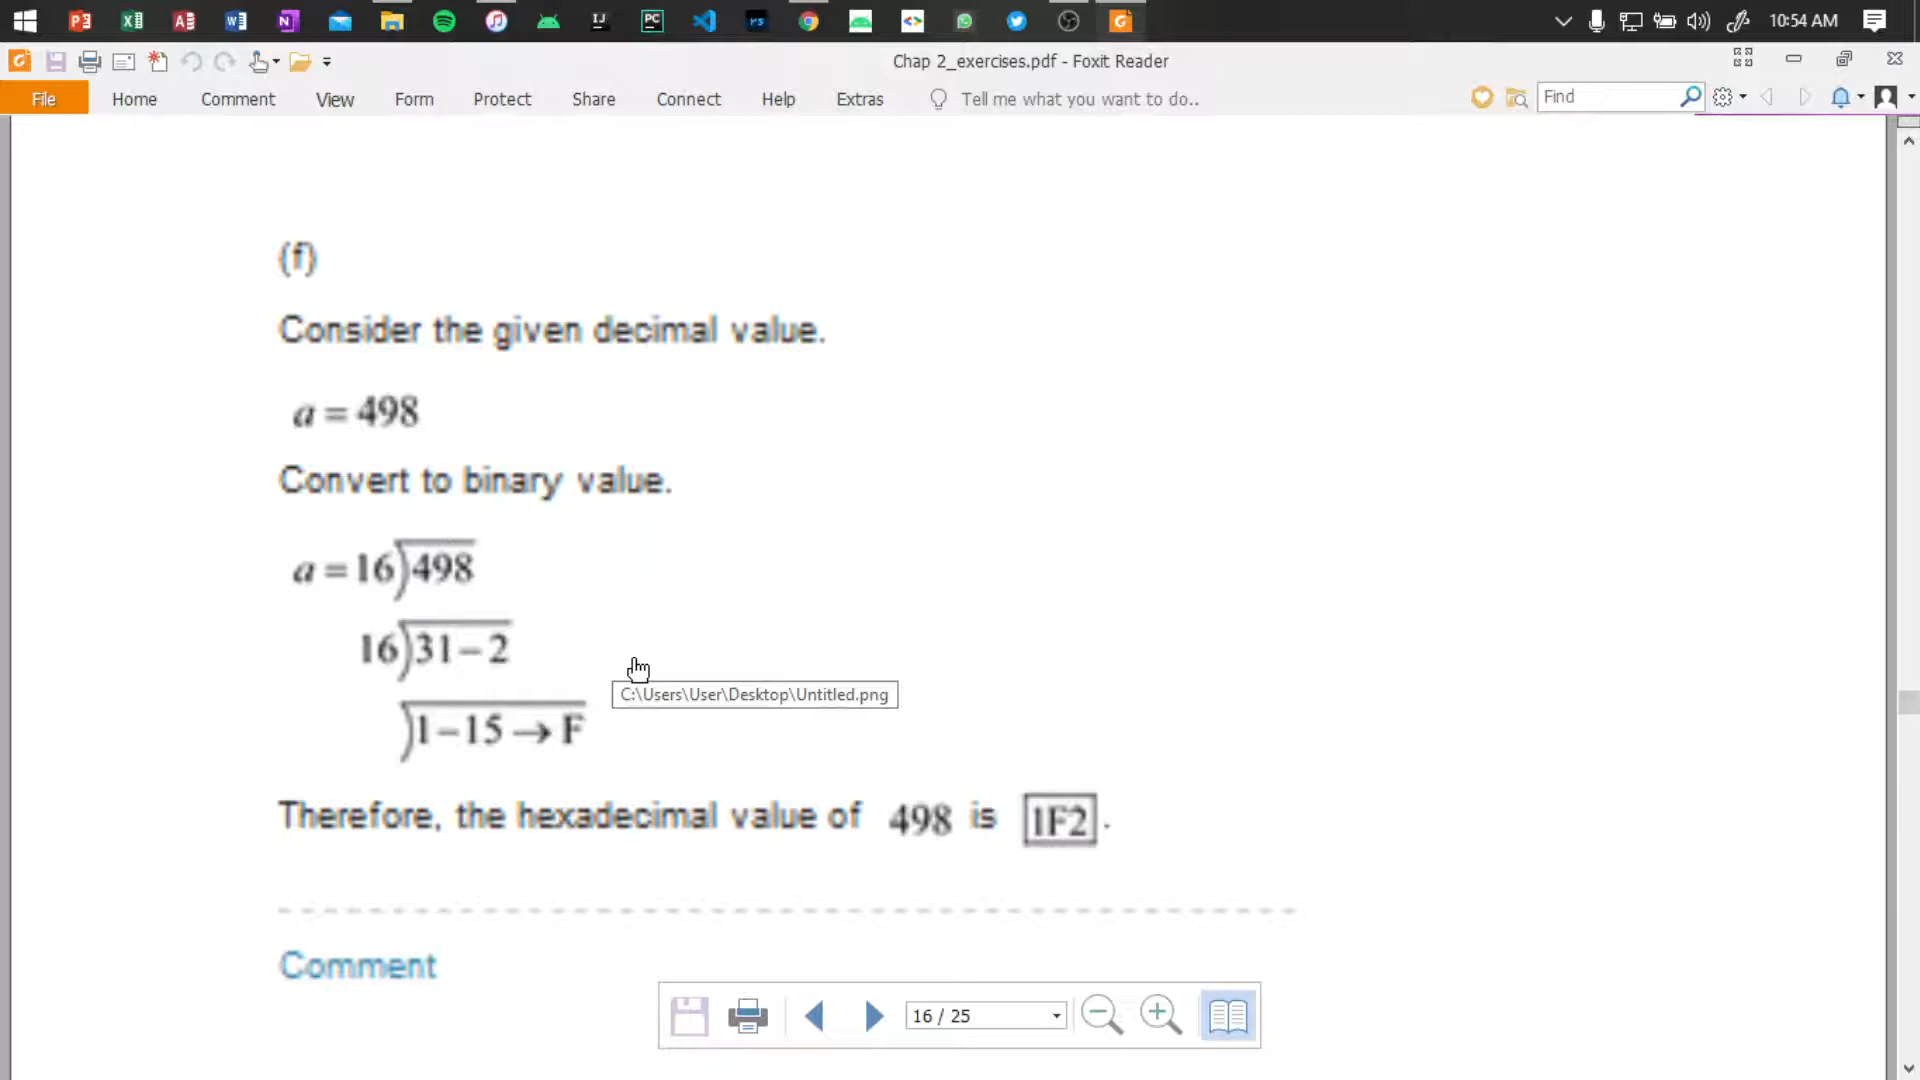 10:54 AM
Chap 2_exercises.pdf - Foxit Reader
File Home Comment View Form Protect Share Connect Help Extras Tell me what you want to do.. Find
(f)
Consider the given decimal value.
a = 498
Convert to binary value.
a = 16)498
16)31 – 2
)1 – 15 → F
C:\Users\User\Desktop\Untitled.png
Therefore, the hexadecimal value of 498 is 1F2.
Comment
16 / 25